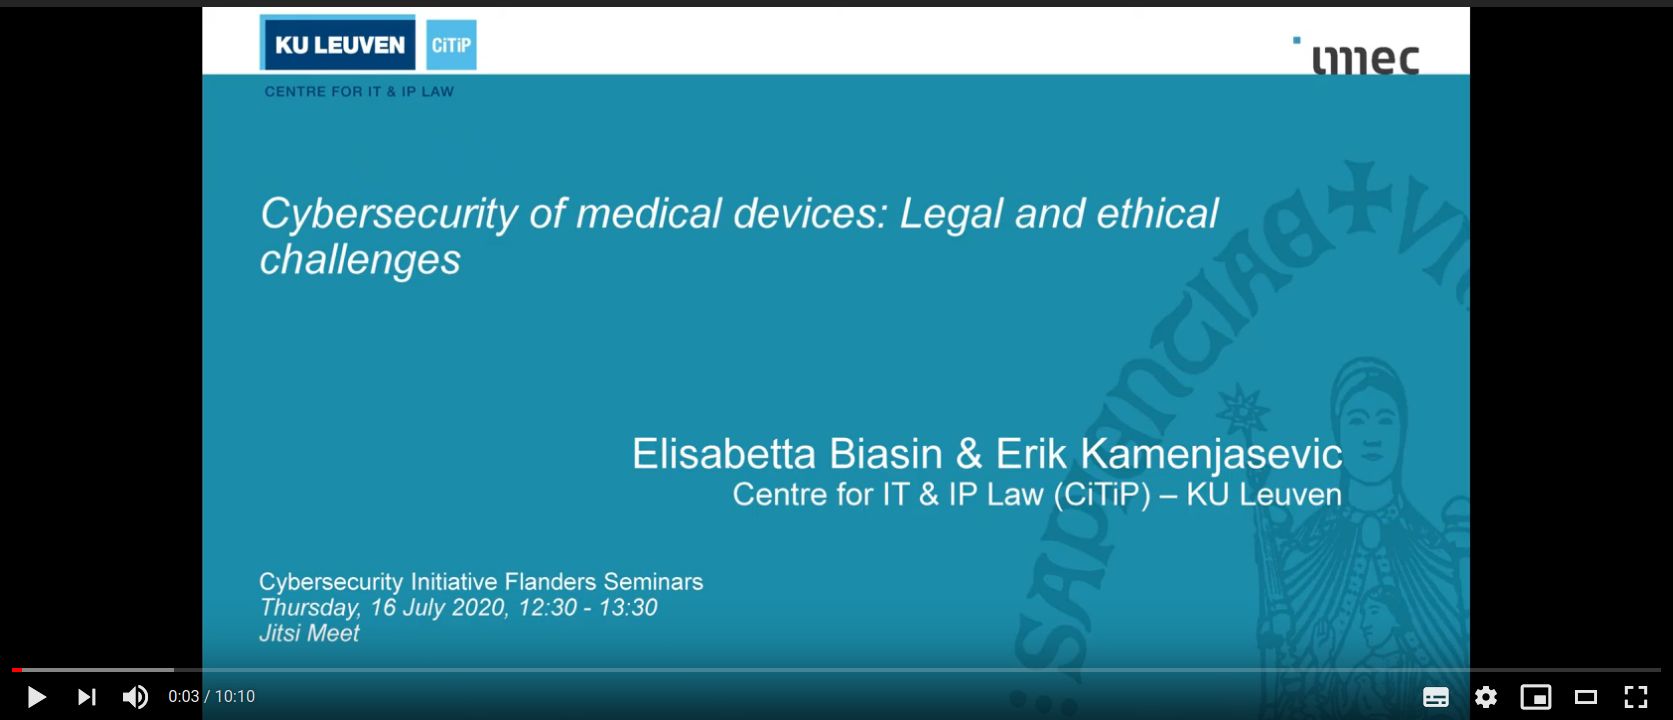 KU LEUVEN CiTiP
imec
CENTRE FOR IT & IP LAW
Cybersecurity of medical devices: Legal and ethical
challenges
SAPIENTIAE
Elisabetta Biasin & Erik Kamenjasevic
Centre for IT & IP Law (CiTiP) – KU Leuven
Cybersecurity Initiative Flanders Seminars
Thursday, 16 July 2020, 12:30 - 13:30
Jitsi Meet
0:03 / 10:10